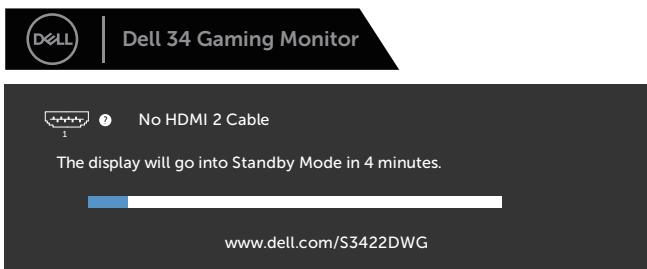 DELL
Dell 34 Gaming Monitor
? No HDMI 2 Cable
1
The display will go into Standby Mode in 4 minutes.
www.dell.com/S3422DWG